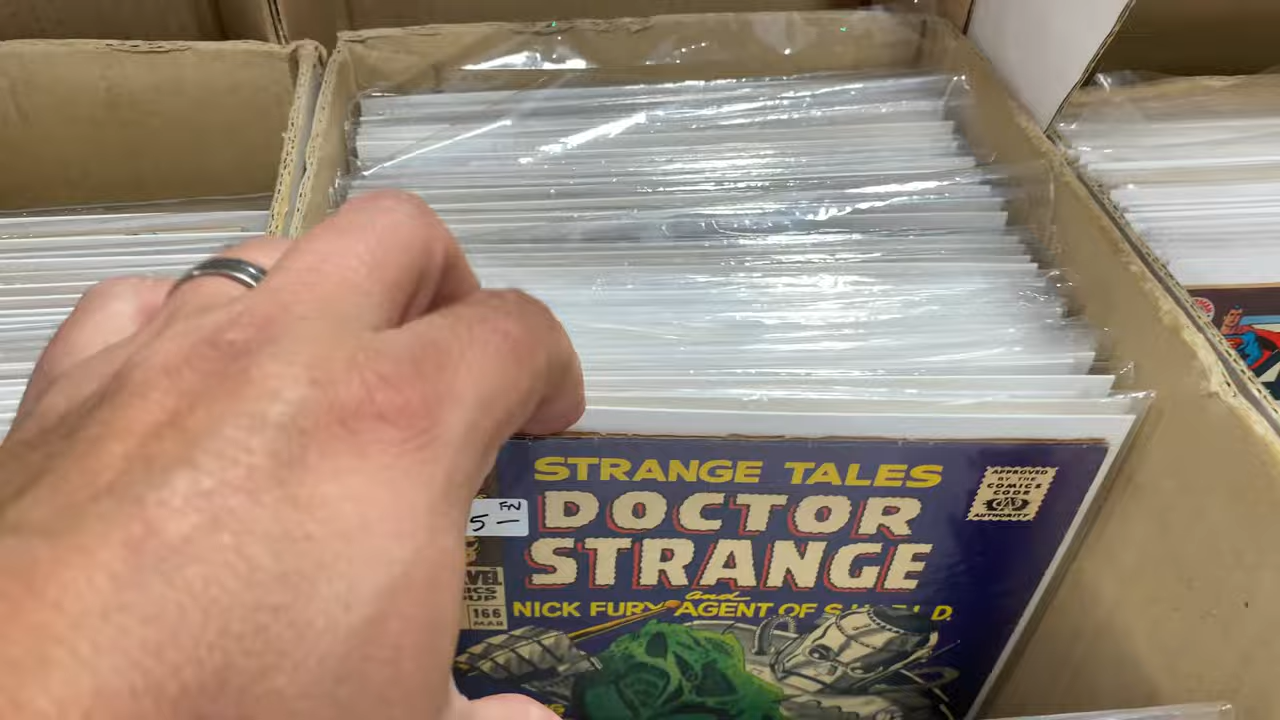 STRANGE TALES
APPROVED
BY THE
COMICS
CODE
AUTHORITY
FN
5 —
DOCTOR
STRANGE
and
NICK FURY AGENT OF S.H.I.E.L.D.
166
MAR